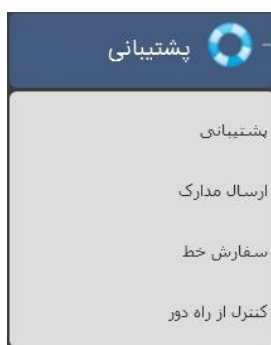 پشتیبانی
پشتیبانی
ارسال مدارک
سفارش خط
کنترل از راه دور